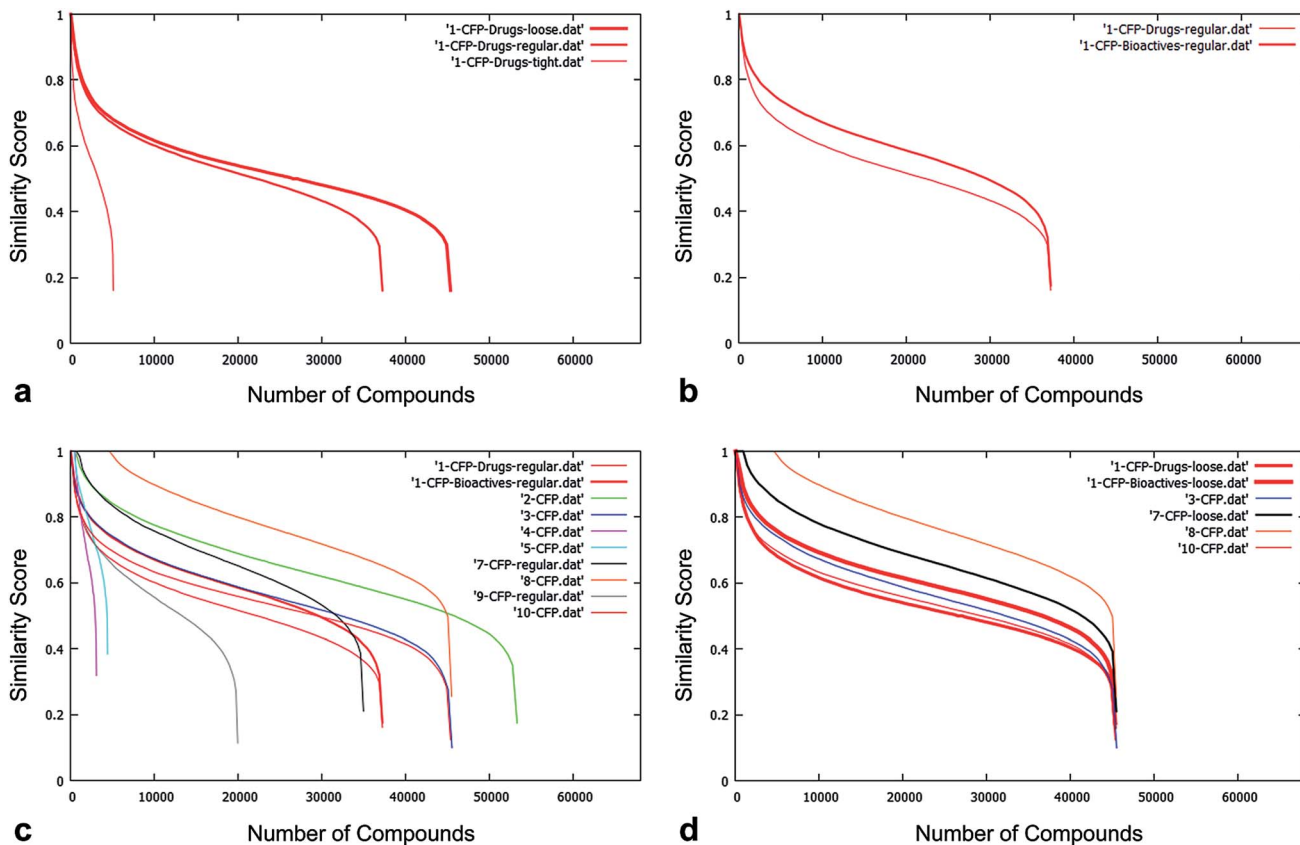 1
0.8
0.6
0.4
0.2
0
Similarity Score
'1-CFP-Drugs-loose.dat'
'1-CFP-Drugs-regular.dat'
'1-CFP-Drugs-tight.dat'
0 10000 20000 30000 40000 50000 60000
a Number of Compounds
1
0.8
0.6
0.4
0.2
0
Similarity Score
'1-CFP-Drugs-regular.dat'
'1-CFP-Bioactives-regular.dat'
0 10000 20000 30000 40000 50000 60000
b Number of Compounds
1
0.8
0.6
0.4
0.2
0
Similarity Score
'1-CFP-Drugs-regular.dat'
'1-CFP-Bioactives-regular.dat'
'2-CFP.dat'
'3-CFP.dat'
'4-CFP.dat'
'5-CFP.dat'
'7-CFP-regular.dat'
'8-CFP.dat'
'9-CFP-regular.dat'
'10-CFP.dat'
0 10000 20000 30000 40000 50000 60000
c Number of Compounds
1
0.8
0.6
0.4
0.2
0
Similarity Score
'1-CFP-Drugs-loose.dat'
'1-CFP-Bioactives-loose.dat'
'3-CFP.dat'
'7-CFP-loose.dat'
'8-CFP.dat'
'10-CFP.dat'
0 10000 20000 30000 40000 50000 60000
d Number of Compounds